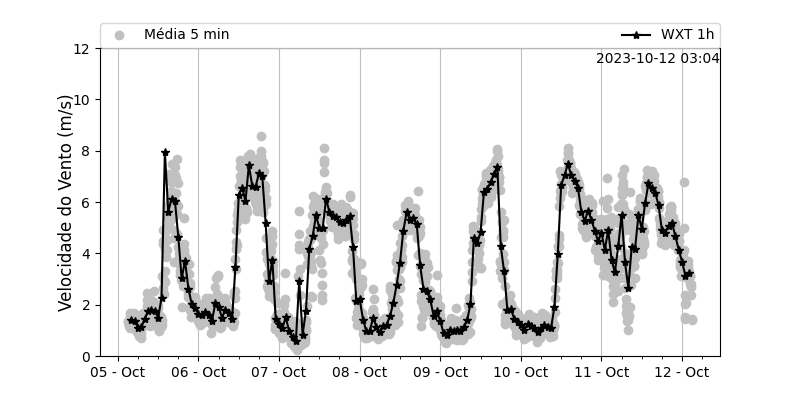 Média 5 min
WXT 1h
2023-10-12 03:04
Velocidade do Vento (m/s)
12
10
8
6
4
2
0
05 - Oct
06 - Oct
07 - Oct
08 - Oct
09 - Oct
10 - Oct
11 - Oct
12 - Oct